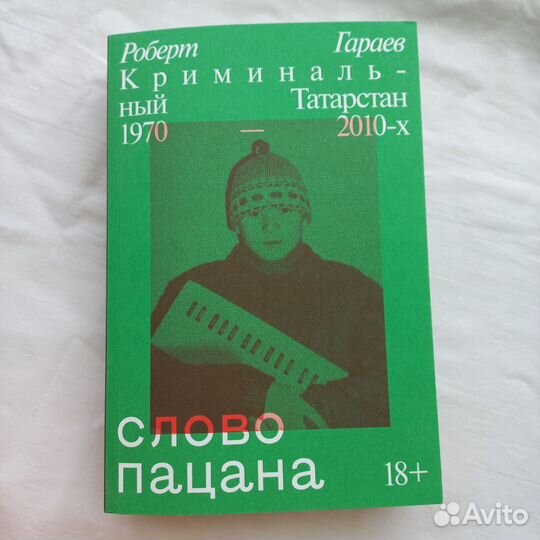 Роберт Гараев
Криминаль-
ный Татарстан
1970 — 2010-х
слово
пацана
18+
Avito